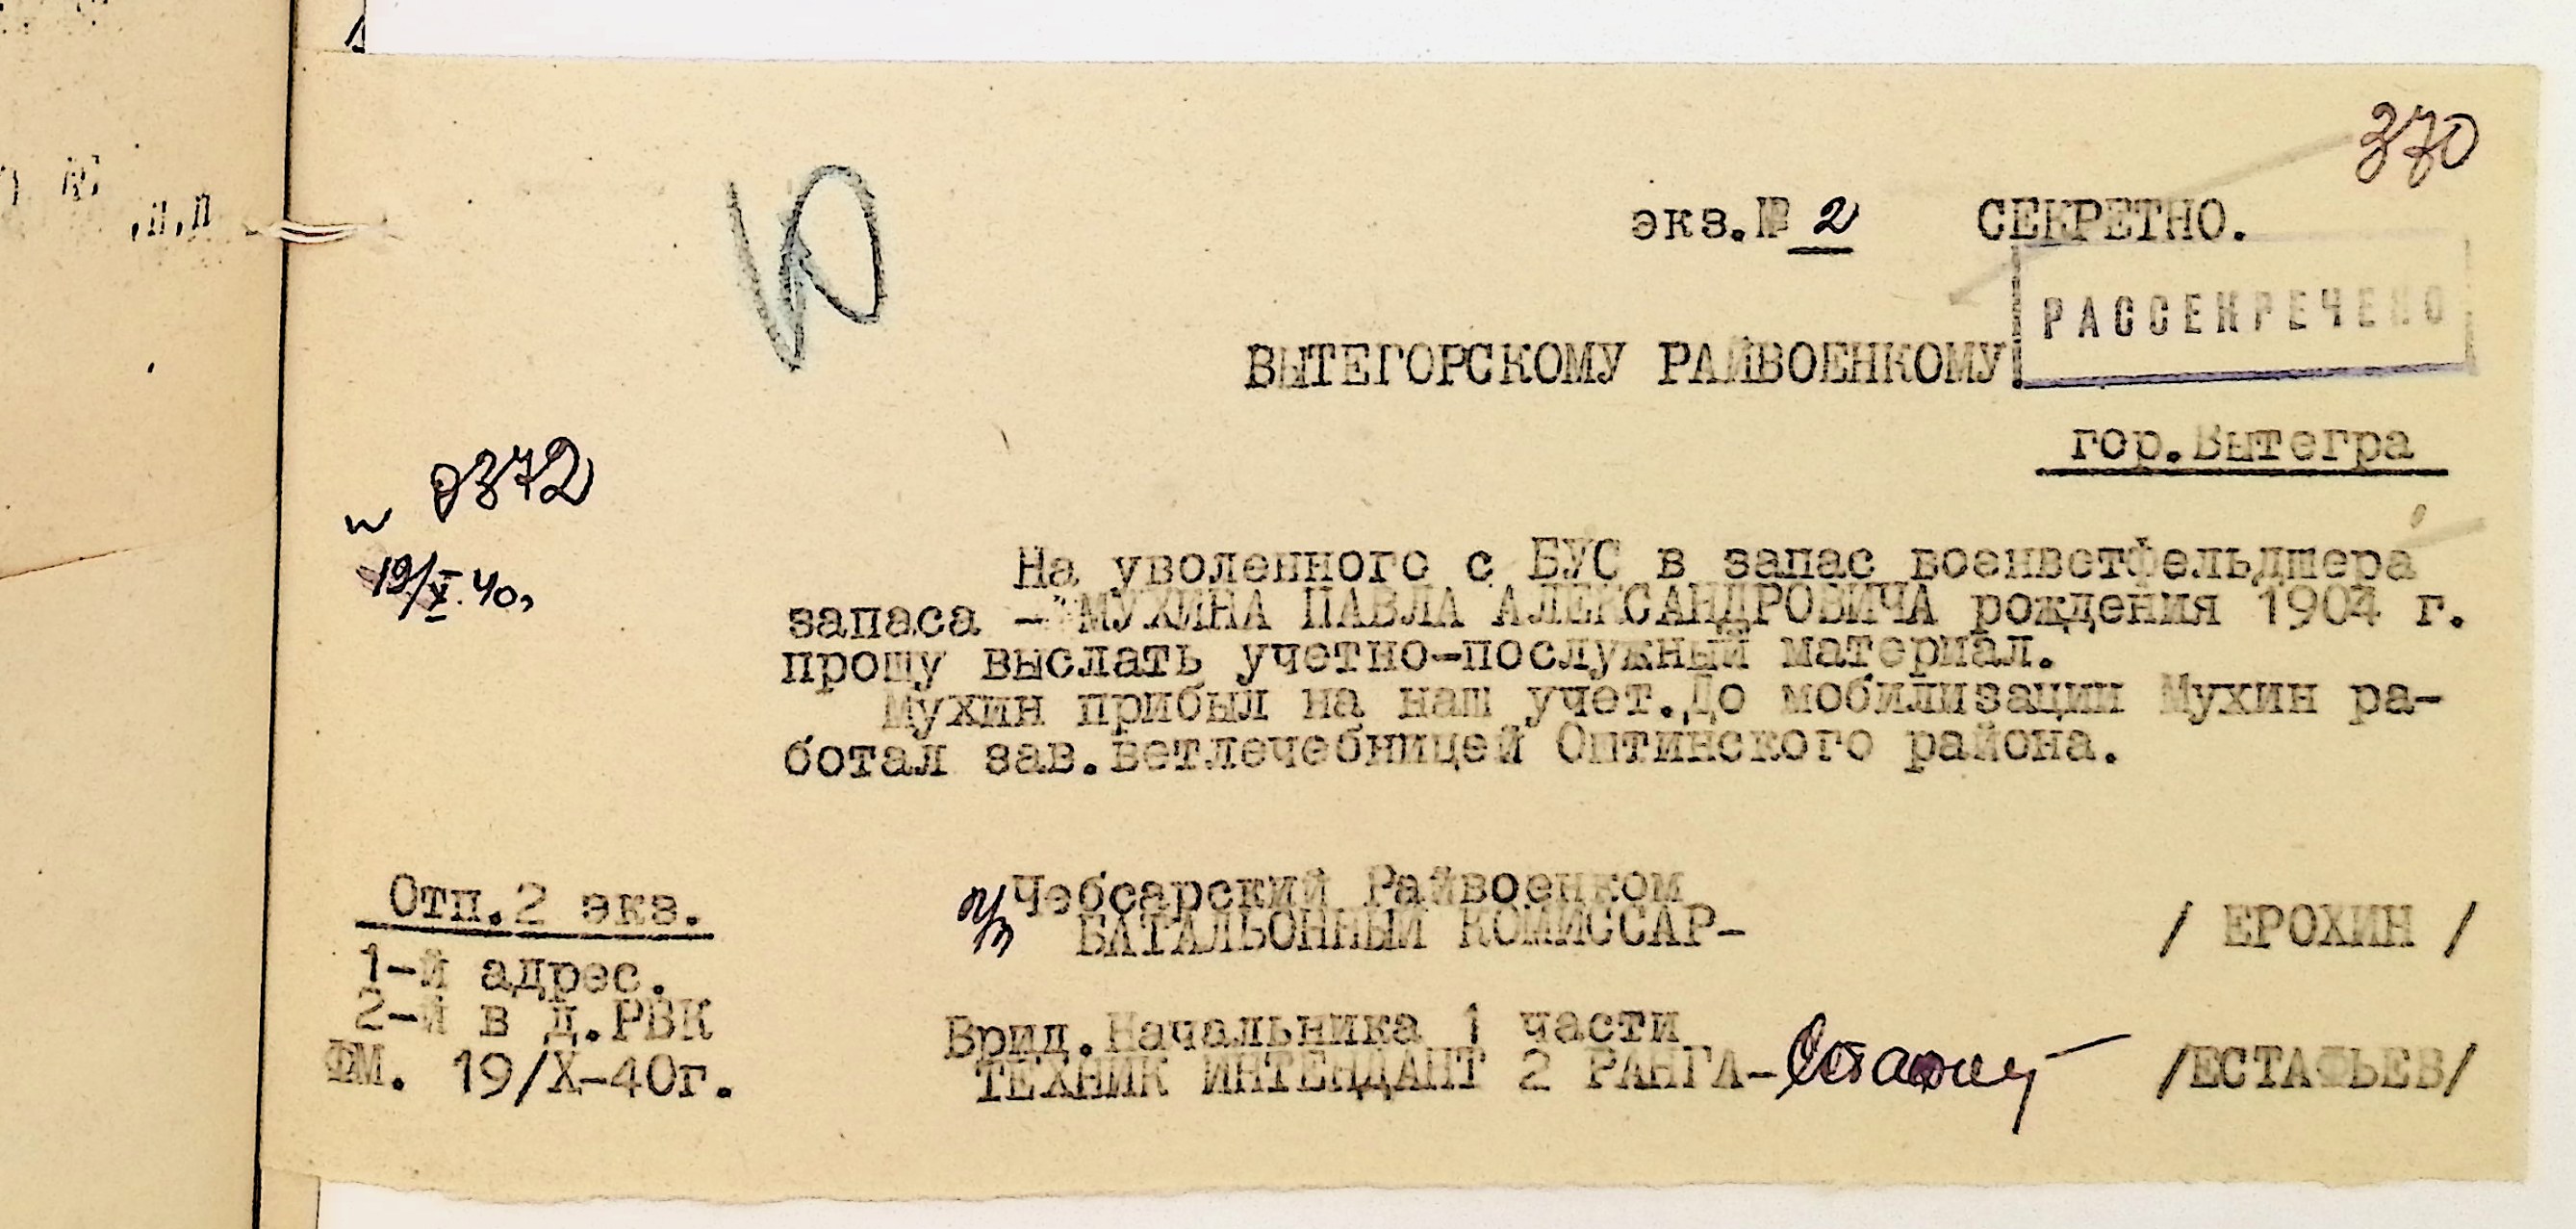 370
экз.№ 2 СЕКРЕТНО.
РАССЕКРЕЧЕНО
ВЫТЕГОРСКОМУ РАЙВОЕНКОМУ
гор.Вытегра
0372
19/X.40,
На уволенного с БУС в запас военветфельдшера
запаса - МУХИНА ПАВЛА АЛЕКСАНДРОВИЧА рождения 1904 г.
прошу выслать учетно-послужный материал.
Мухин прибыл на наш учет.До мобилизации Мухин ра-
ботал зав.ветлечебницей Оштинского района.
п/п Чебсарский Райвоенком
БАТАЛЬОННЫЙ КОМИССАР- / ЕРОХИН /
Врид.Начальника 1 части
ТЕХНИК ИНТЕНДАНТ 2 РАНГА- /ЕСТАФЬЕВ/
Отп.2 экз.
1-й адрес.
2-й в д.РВК
ФМ. 19/X-40г.